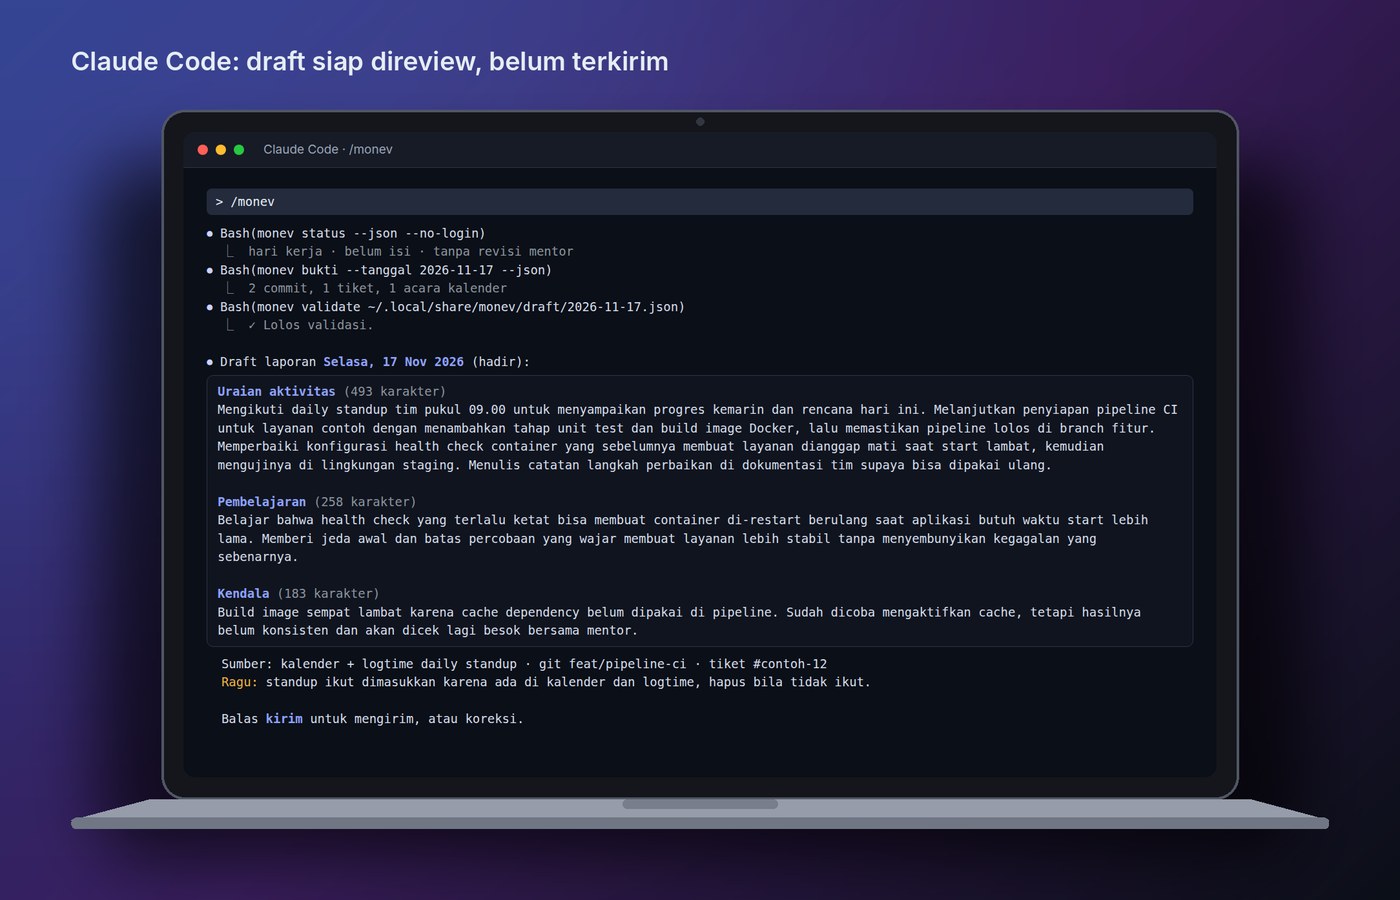 Claude Code: draft siap direview, belum terkirim
Claude Code · /monev
> /monev
● Bash(monev status --json --no-login)
⎿ hari kerja · belum isi · tanpa revisi mentor
● Bash(monev bukti --tanggal 2026-11-17 --json)
⎿ 2 commit, 1 tiket, 1 acara kalender
● Bash(monev validate ~/.local/share/monev/draft/2026-11-17.json)
⎿ ✓ Lolos validasi.
● Draft laporan Selasa, 17 Nov 2026 (hadir):
Uraian aktivitas (493 karakter)
Mengikuti daily standup tim pukul 09.00 untuk menyampaikan progres kemarin dan rencana hari ini. Melanjutkan penyiapan pipeline CI
untuk layanan contoh dengan menambahkan tahap unit test dan build image Docker, lalu memastikan pipeline lolos di branch fitur.
Memperbaiki konfigurasi health check container yang sebelumnya membuat layanan dianggap mati saat start lambat, kemudian
mengujinya di lingkungan staging. Menulis catatan langkah perbaikan di dokumentasi tim supaya bisa dipakai ulang.
Pembelajaran (258 karakter)
Belajar bahwa health check yang terlalu ketat bisa membuat container di-restart berulang saat aplikasi butuh waktu start lebih
lama. Memberi jeda awal dan batas percobaan yang wajar membuat layanan lebih stabil tanpa menyembunyikan kegagalan yang
sebenarnya.
Kendala (183 karakter)
Build image sempat lambat karena cache dependency belum dipakai di pipeline. Sudah dicoba mengaktifkan cache, tetapi hasilnya
belum konsisten dan akan dicek lagi besok bersama mentor.
Sumber: kalender + logtime daily standup · git feat/pipeline-ci · tiket #contoh-12
Ragu: standup ikut dimasukkan karena ada di kalender dan logtime, hapus bila tidak ikut.
Balas kirim untuk mengirim, atau koreksi.